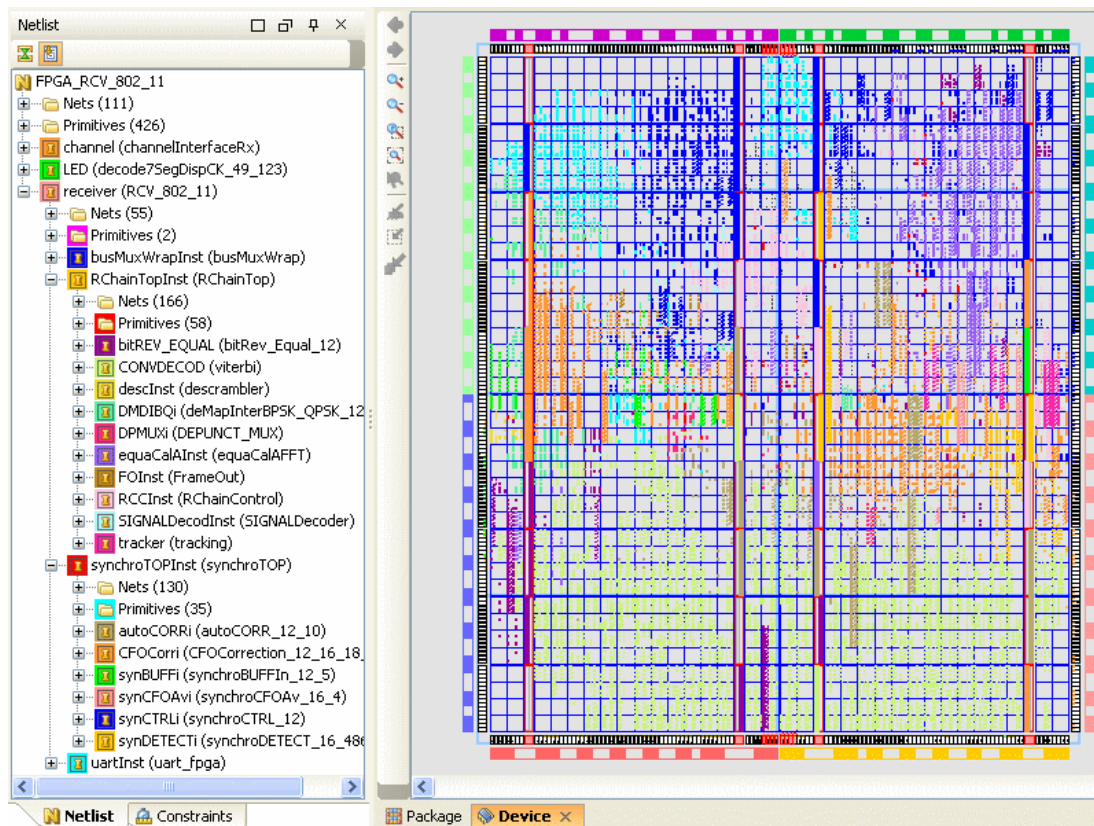 Netlist
FPGA_RCV_802_11
Nets (111)
Primitives (426)
channel (channelInterfaceRx)
LED (decode7SegDispCK_49_123)
receiver (RCV_802_11)
Nets (55)
Primitives (2)
busMuxWrapInst (busMuxWrap)
RChainTopInst (RChainTop)
Nets (166)
Primitives (58)
bitREV_EQUAL (bitRev_Equal_12)
CONVDECOD (viterbi)
descInst (descrambler)
DMDIBQi (deMapInterBPSK_QPSK_12
DPMUXi (DEPUNCT_MUX)
equaCalAInst (equaCalAFFT)
FOInst (FrameOut)
RCCInst (RChainControl)
SIGNALDecodInst (SIGNALDecoder)
tracker (tracking)
synchroTOPInst (synchroTOP)
Nets (130)
Primitives (35)
autoCORRi (autoCORR_12_10)
CFOCorri (CFOCorrection_12_16_18_
synBUFFi (synchroBUFFIn_12_5)
synCFOAvi (synchroCFOAv_16_4)
synCTRLi (synchroCTRL_12)
synDETECTi (synchroDETECT_16_486
uartInst (uart_fpga)
Netlist Constraints Package Device